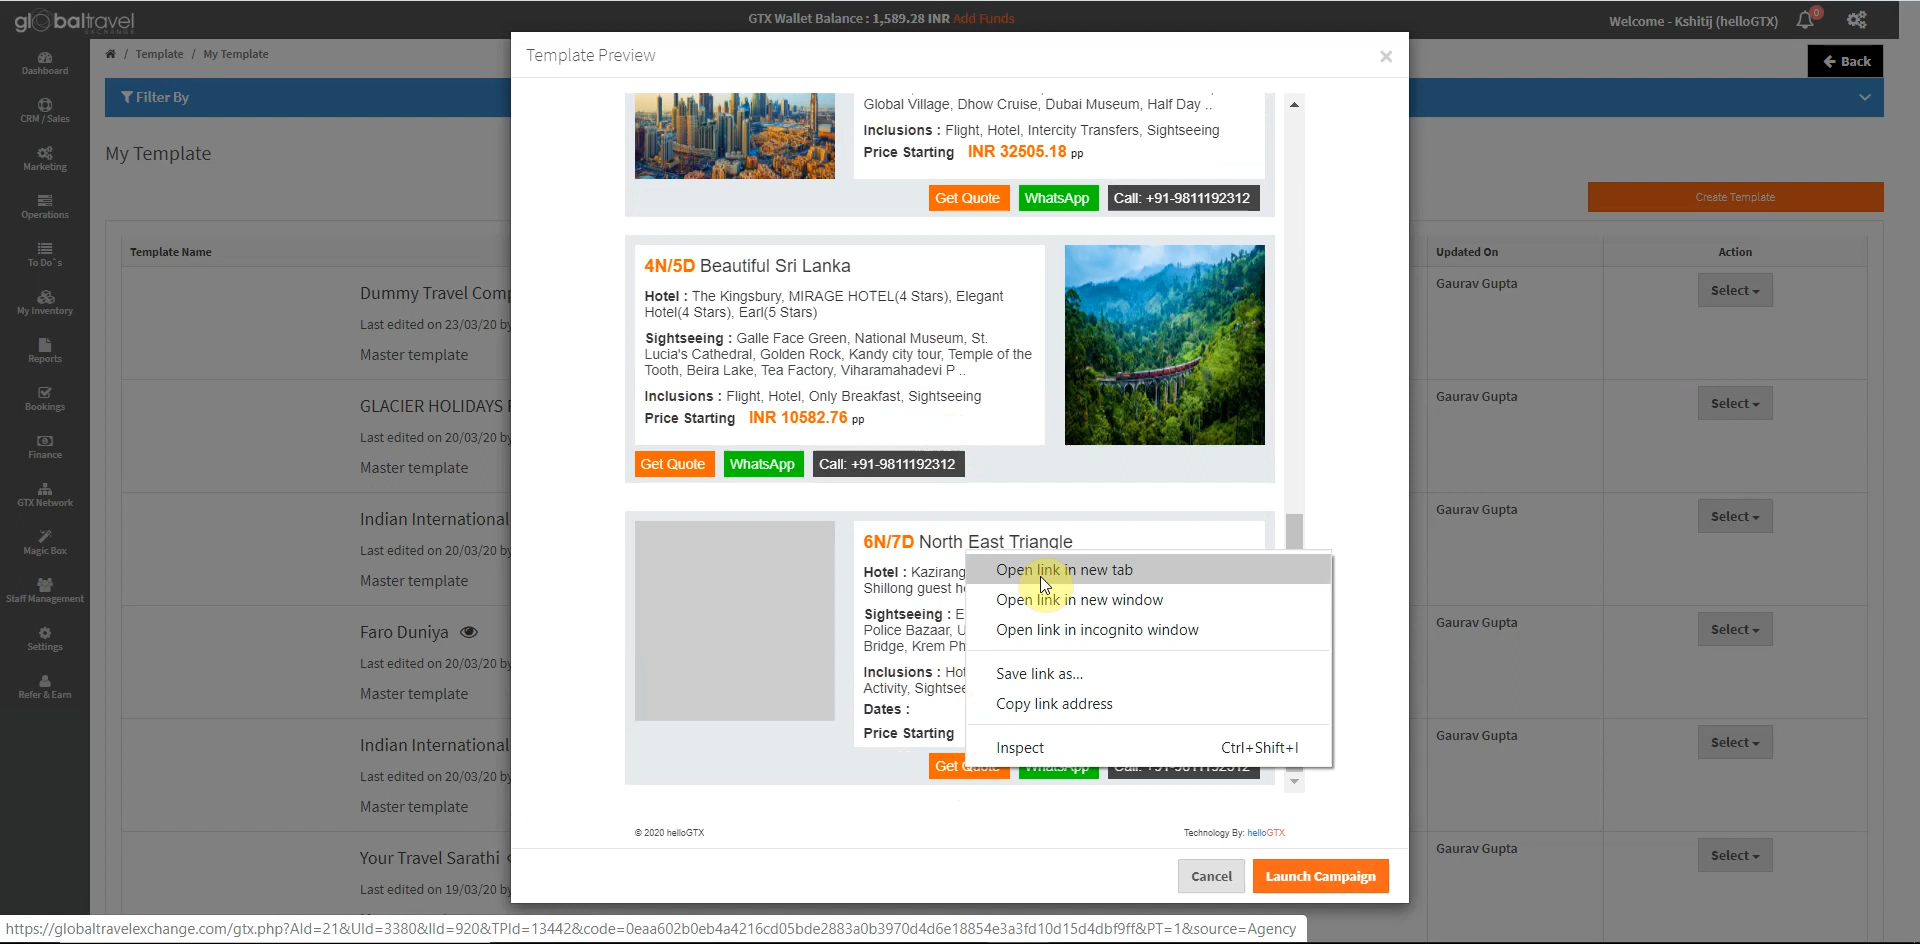 globaltravel
EXCHANGE
GTX Wallet Balance : 1,589.28 INR Add Funds
Welcome - Kshitij (helloGTX)
0
Dashboard
CRM / Sales
Marketing
Operations
To Do`s
My Inventory
Reports
Bookings
Finance
GTX Network
Magic Box
Staff Management
Settings
Refer & Earn
/ Template / My Template
Back
Filter By
My Template
Create Template
Template Name
Updated On
Action
Dummy Travel Comp
Last edited on 23/03/20 by
Master template
Gaurav Gupta
Select
GLACIER HOLIDAYS
Last edited on 20/03/20 by
Master template
Gaurav Gupta
Select
Indian International
Last edited on 20/03/20 by
Master template
Gaurav Gupta
Select
Faro Duniya
Last edited on 20/03/20 by
Master template
Gaurav Gupta
Select
Indian International
Last edited on 20/03/20 by
Master template
Gaurav Gupta
Select
Your Travel Sarathi
Last edited on 19/03/20 by
Gaurav Gupta
Select
Template Preview
×
Global Village, Dhow Cruise, Dubai Museum, Half Day ..
Inclusions : Flight, Hotel, Intercity Transfers, Sightseeing
Price Starting INR 32505.18 pp
Get Quote WhatsApp Call: +91-9811192312
4N/5D Beautiful Sri Lanka
Hotel : The Kingsbury, MIRAGE HOTEL(4 Stars), Elegant
Hotel(4 Stars), Earl(5 Stars)
Sightseeing : Galle Face Green, National Museum, St.
Lucia's Cathedral, Golden Rock, Kandy city tour, Temple of the
Tooth, Beira Lake, Tea Factory, Viharamahadevi P ..
Inclusions : Flight, Hotel, Only Breakfast, Sightseeing
Price Starting INR 10582.76 pp
Get Quote WhatsApp Call: +91-9811192312
6N/7D North East Triangle
Hotel : Kazirang
Shillong guest h
Sightseeing : E
Police Bazaar, U
Bridge, Krem Ph
Inclusions : Hot
Activity, Sightsee
Dates :
Price Starting
Get Quote WhatsApp Call: +91-9811192312
Open link in new tab
Open link in new window
Open link in incognito window
Save link as...
Copy link address
Inspect Ctrl+Shift+I
© 2020 helloGTX
Technology By: helloGTX
Cancel
Launch Campaign
https://globaltravelexchange.com/gtx.php?AId=21&UId=3380&IId=920&TPId=13442&code=0eaa602b0eb4a4216cd05bde2883a0b3970d4d6e18854e3a3fd10d15d4dbf9ff&PT=1&source=Agency